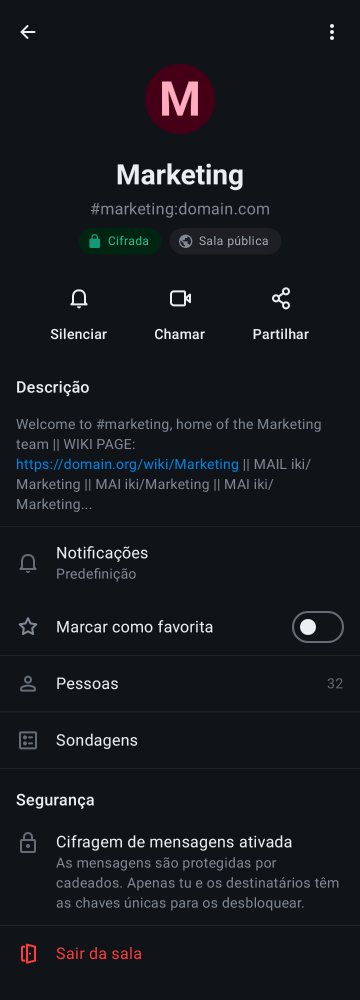 M
Marketing
#marketing:domain.com
Cifrada
Sala pública
Silenciar
Chamar
Partilhar
Descrição
Welcome to #marketing, home of the Marketing
team || WIKI PAGE:
https://domain.org/wiki/Marketing || MAIL iki/
Marketing || MAI iki/Marketing || MAI iki/
Marketing...
Notificações
Predefinição
Marcar como favorita
Pessoas 32
Sondagens
Segurança
Cifragem de mensagens ativada
As mensagens são protegidas por
cadeados. Apenas tu e os destinatários têm
as chaves únicas para os desbloquear.
Sair da sala